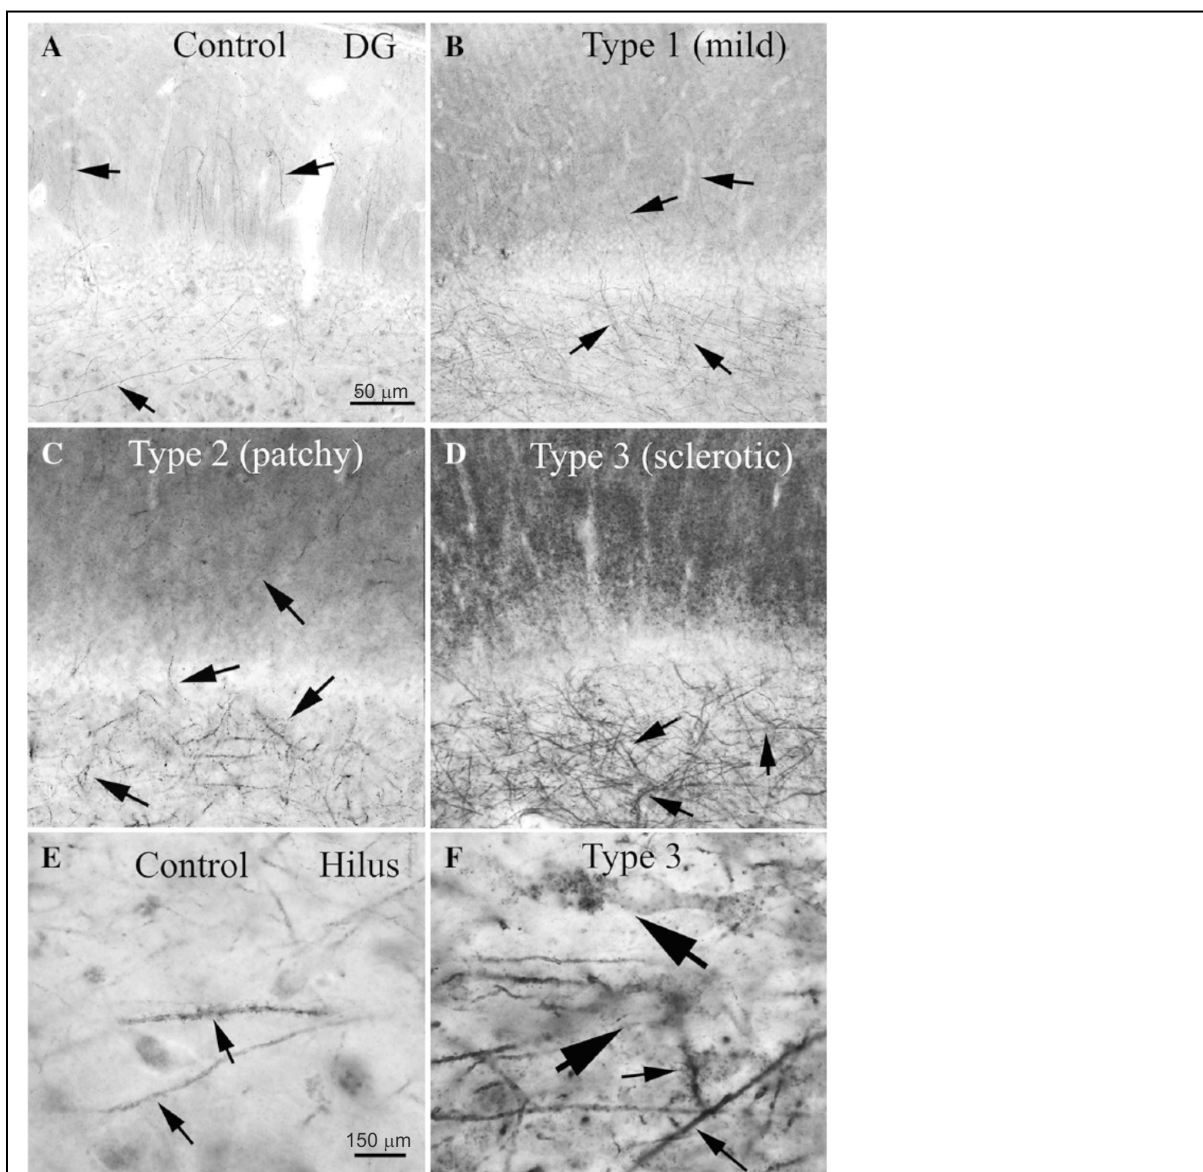 A Control DG
B Type 1 (mild)
50 μm
C Type 2 (patchy)
D Type 3 (sclerotic)
E Control Hilus
F Type 3
150 μm